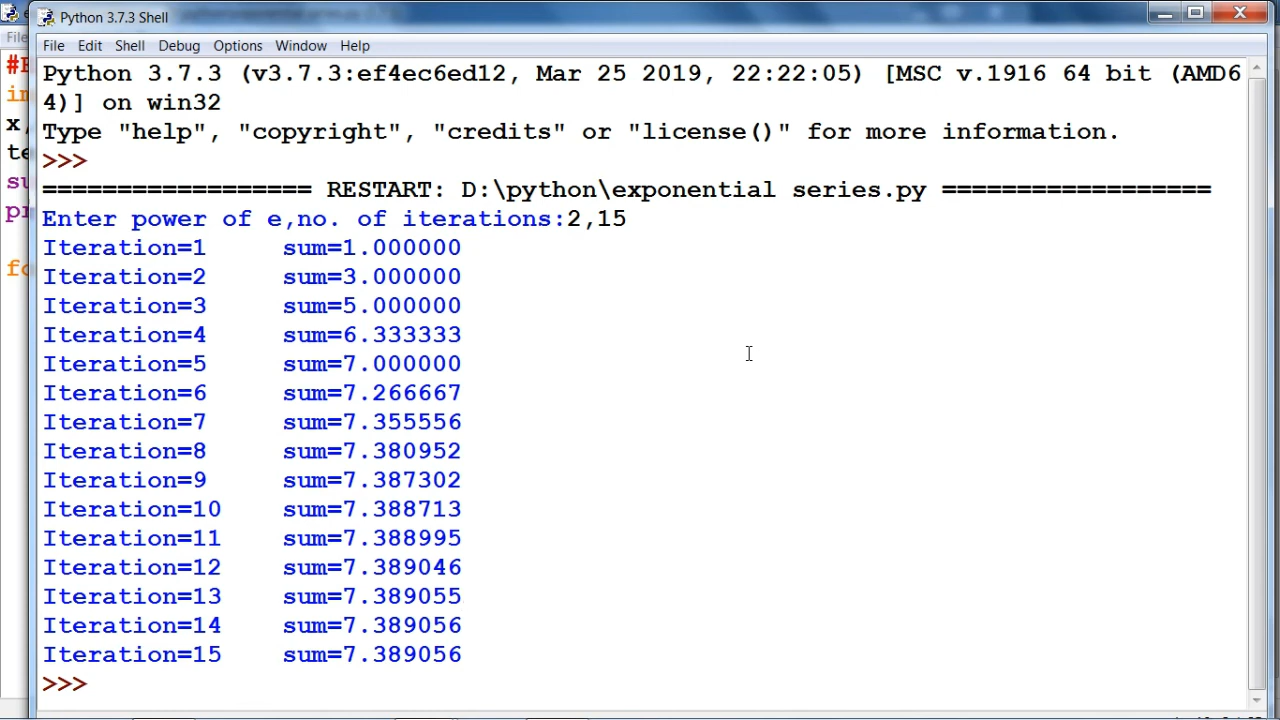 Python 3.7.3 Shell
File Edit Shell Debug Options Window Help
Python 3.7.3 (v3.7.3:ef4ec6ed12, Mar 25 2019, 22:22:05) [MSC v.1916 64 bit (AMD6
4)] on win32
Type "help", "copyright", "credits" or "license()" for more information.
>>>
================== RESTART: D:\python\exponential series.py ==================
Enter power of e,no. of iterations:2,15
Iteration=1 sum=1.000000
Iteration=2 sum=3.000000
Iteration=3 sum=5.000000
Iteration=4 sum=6.333333
Iteration=5 sum=7.000000
Iteration=6 sum=7.266667
Iteration=7 sum=7.355556
Iteration=8 sum=7.380952
Iteration=9 sum=7.387302
Iteration=10 sum=7.388713
Iteration=11 sum=7.388995
Iteration=12 sum=7.389046
Iteration=13 sum=7.389055
Iteration=14 sum=7.389056
Iteration=15 sum=7.389056
>>>